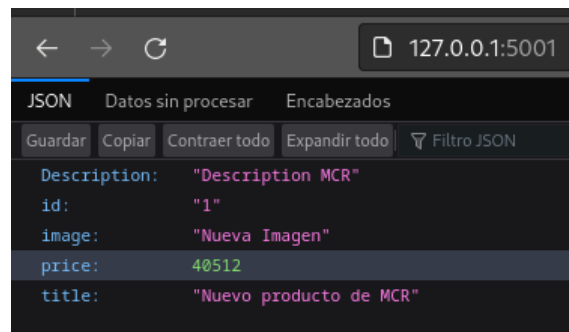 127.0.0.1:5001
JSON Datos sin procesar Encabezados
Guardar Copiar Contraer todo Expandir todo Filtro JSON
Description: "Description MCR"
id: "1"
image: "Nueva Imagen"
price: 40512
title: "Nuevo producto de MCR"